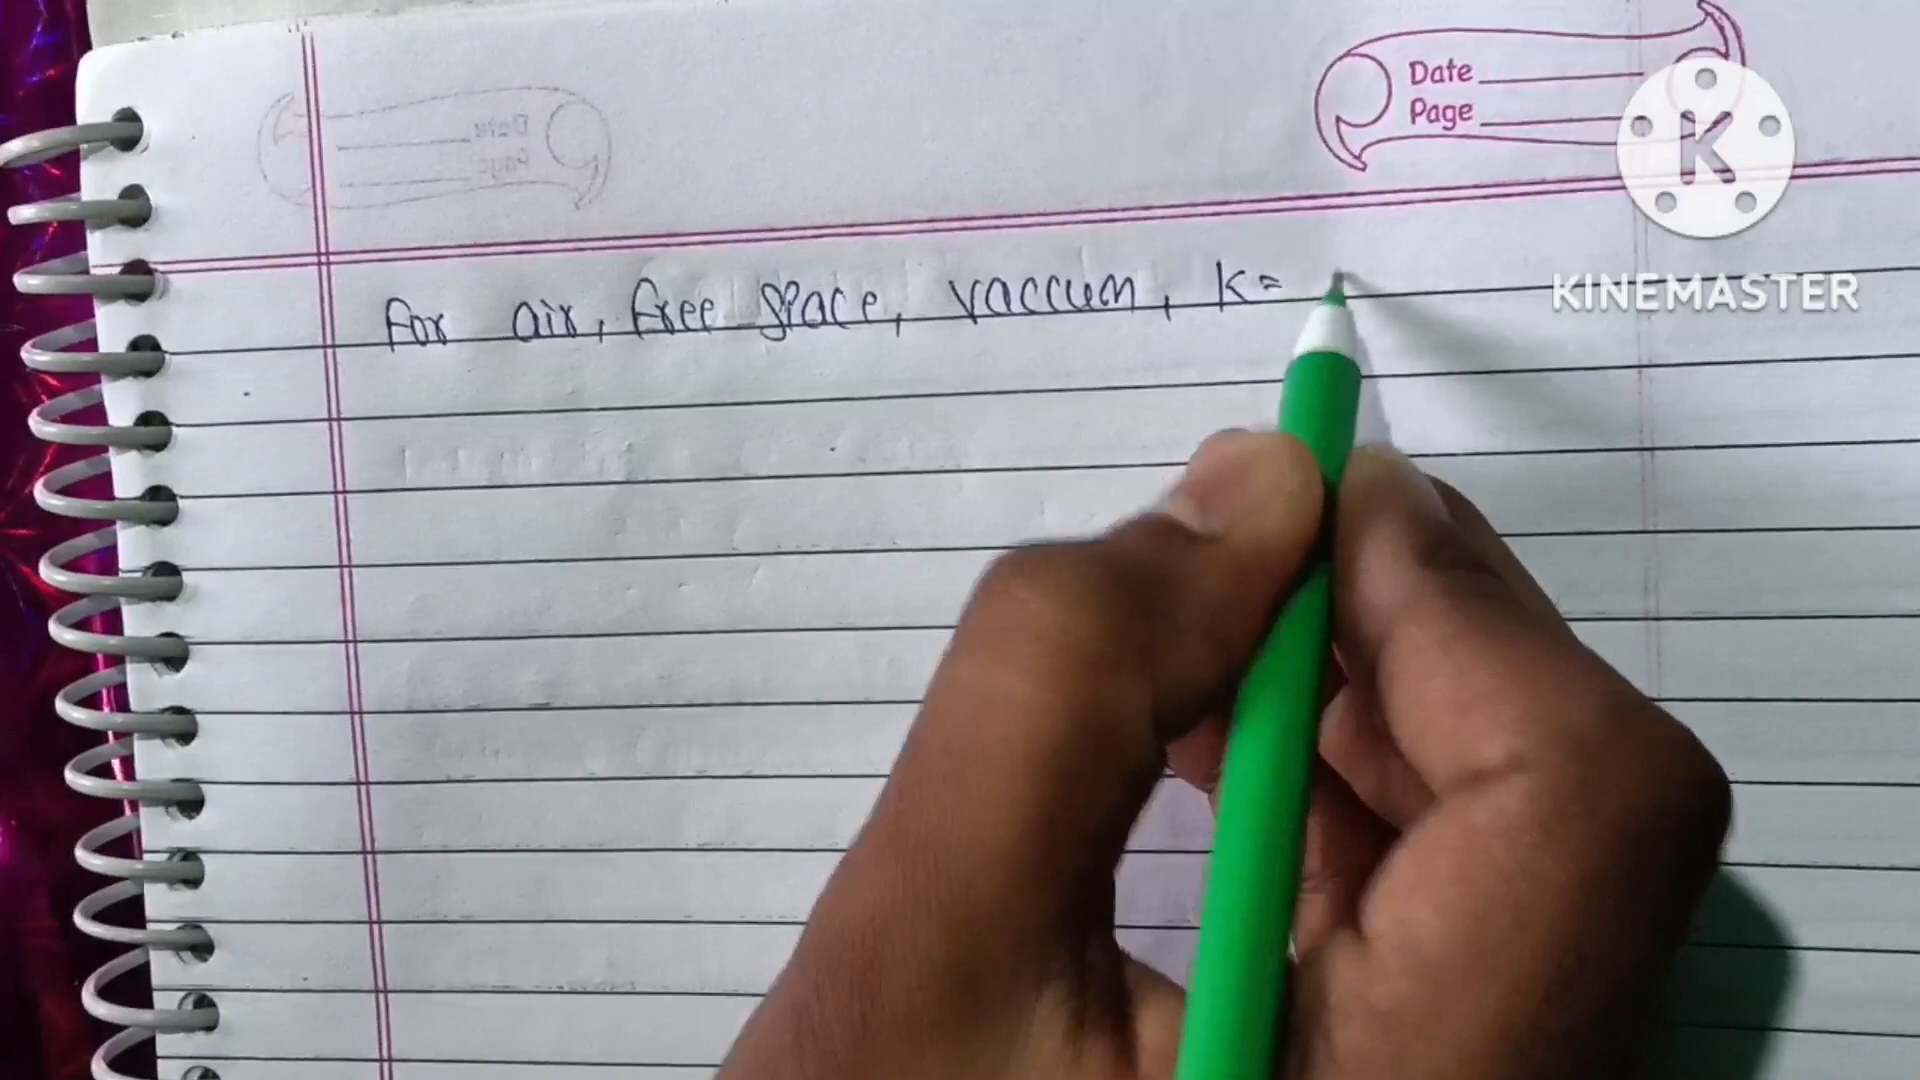 Date
Page
K
KINEMASTER
For air, free space, vaccum, K=